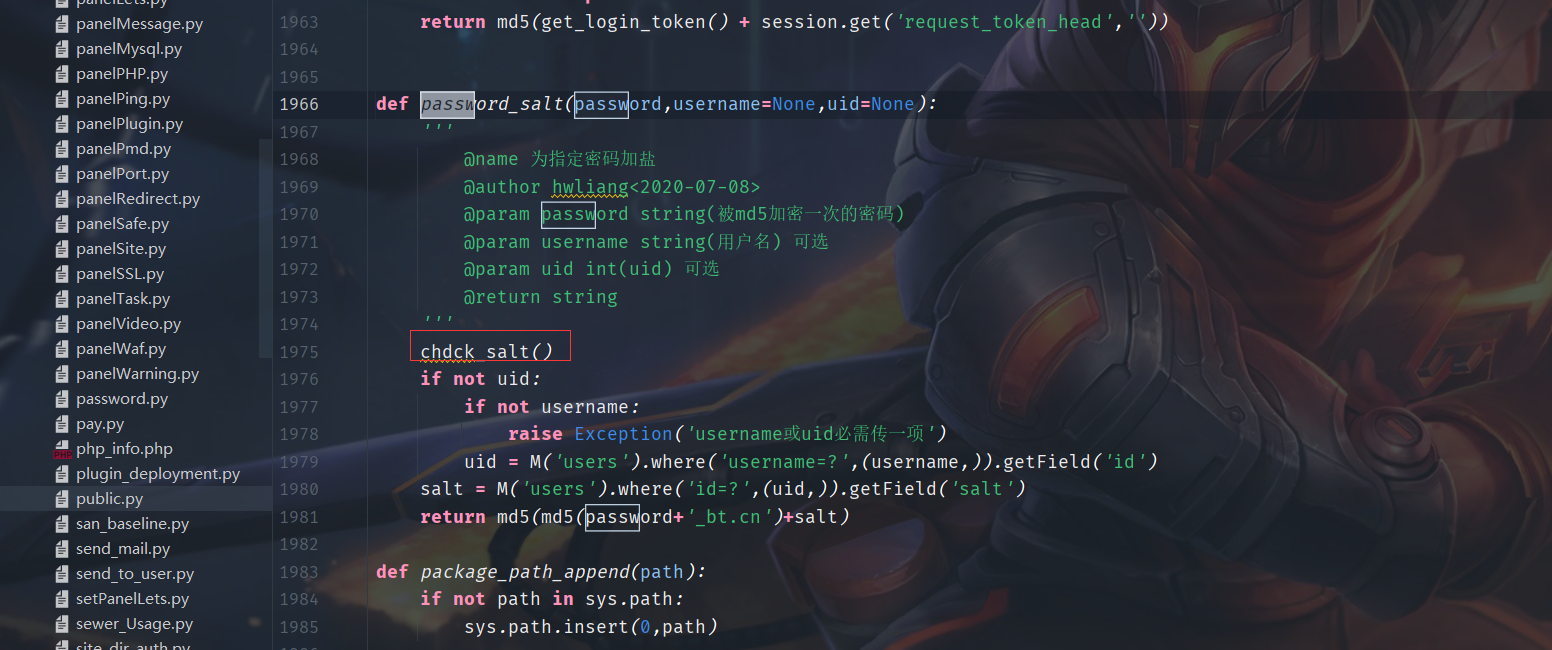 panelLets.py
panelMessage.py
panelMysql.py
panelPHP.py
panelPing.py
panelPlugin.py
panelPmd.py
panelPort.py
panelRedirect.py
panelSafe.py
panelSite.py
panelSSL.py
panelTask.py
panelVideo.py
panelWaf.py
panelWarning.py
password.py
pay.py
PHP php_info.php
plugin_deployment.py
public.py
san_baseline.py
send_mail.py
send_to_user.py
setPanelLets.py
sewer_Usage.py
site_dir_auth.py
1963 return md5(get_login_token() + session.get('request_token_head',''))
1964
1965
1966 def password_salt(password,username=None,uid=None):
1967 '''
1968 @name 为指定密码加盐
1969 @author hwliang<2020-07-08>
1970 @param password string(被md5加密一次的密码)
1971 @param username string(用户名) 可选
1972 @param uid int(uid) 可选
1973 @return string
1974 '''
1975 chdck_salt()
1976 if not uid:
1977 if not username:
1978 raise Exception('username或uid必需传一项')
1979 uid = M('users').where('username=?',(username,)).getField('id')
1980 salt = M('users').where('id=?',(uid,)).getField('salt')
1981 return md5(md5(password+'_bt.cn')+salt)
1982
1983 def package_path_append(path):
1984 if not path in sys.path:
1985 sys.path.insert(0,path)